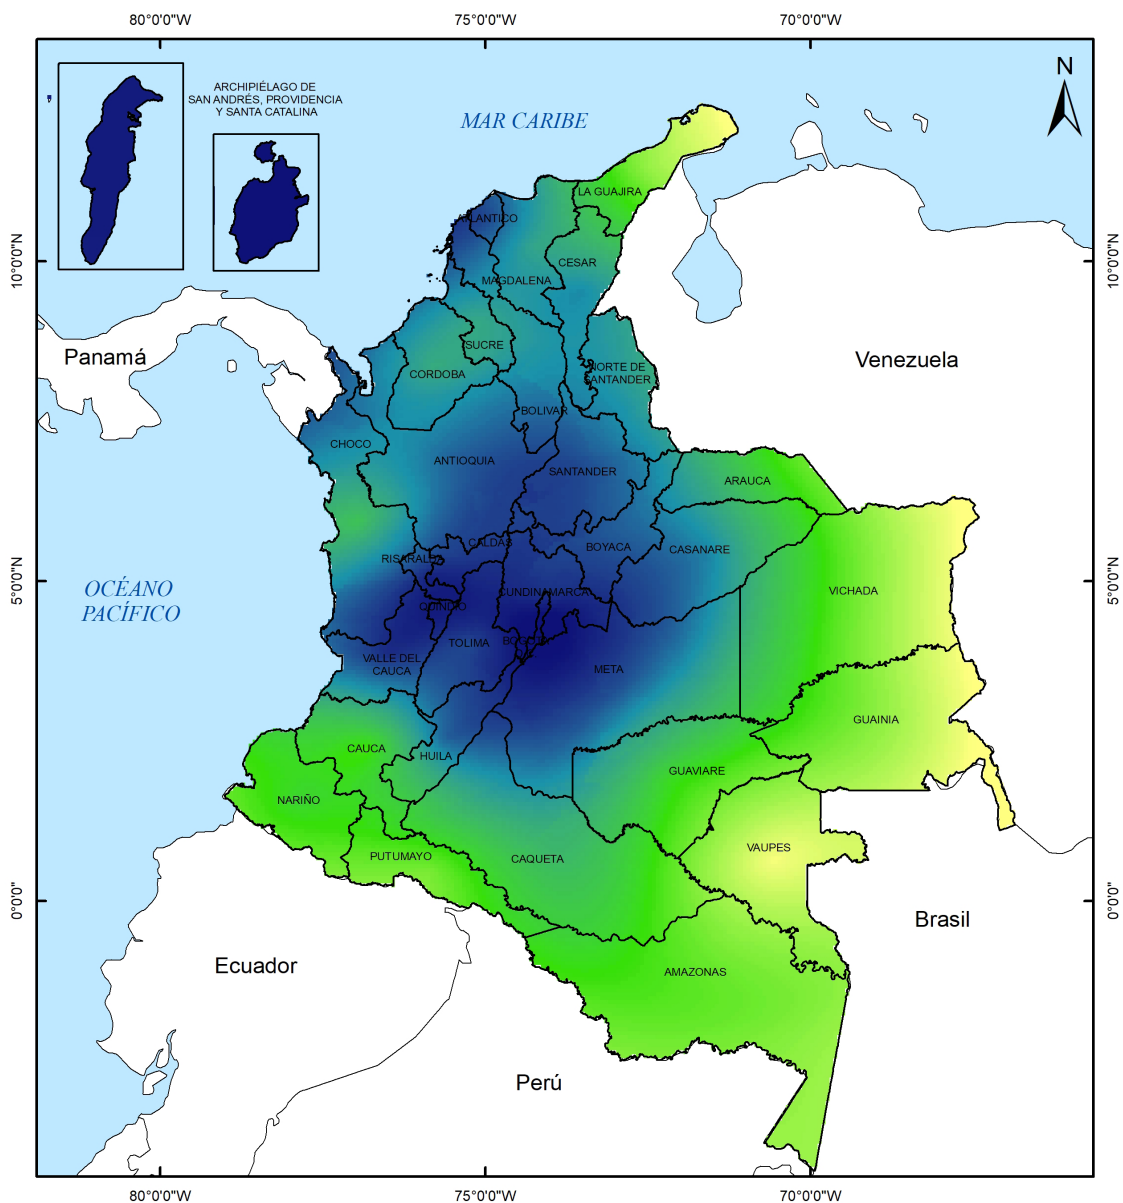 80°0'0"W
75°0'0"W
70°0'0"W
N
ARCHIPIÉLAGO DE
SAN ANDRÉS, PROVIDENCIA
Y SANTA CATALINA
MAR CARIBE
LA GUAJIRA
ATLANTICO
10°0'0"N
10°0'0"N
CESAR
MAGDALENA
SUCRE
Panamá
Venezuela
CORDOBA
NORTE DE
SANTANDER
BOLIVAR
CHOCO
ANTIOQUIA
SANTANDER
ARAUCA
CALDAS
BOYACA
CASANARE
RISARALDA
5°0'0"N
5°0'0"N
OCÉANO
PACÍFICO
CUNDINAMARCA
VICHADA
QUINDIO
TOLIMA
VALLE DEL
CAUCA
META
GUAINIA
CAUCA
HUILA
GUAVIARE
NARIÑO
VAUPES
PUTUMAYO
CAQUETA
0°0'0"
0°0'0"
Brasil
Ecuador
AMAZONAS
Perú
80°0'0"W
75°0'0"W
70°0'0"W